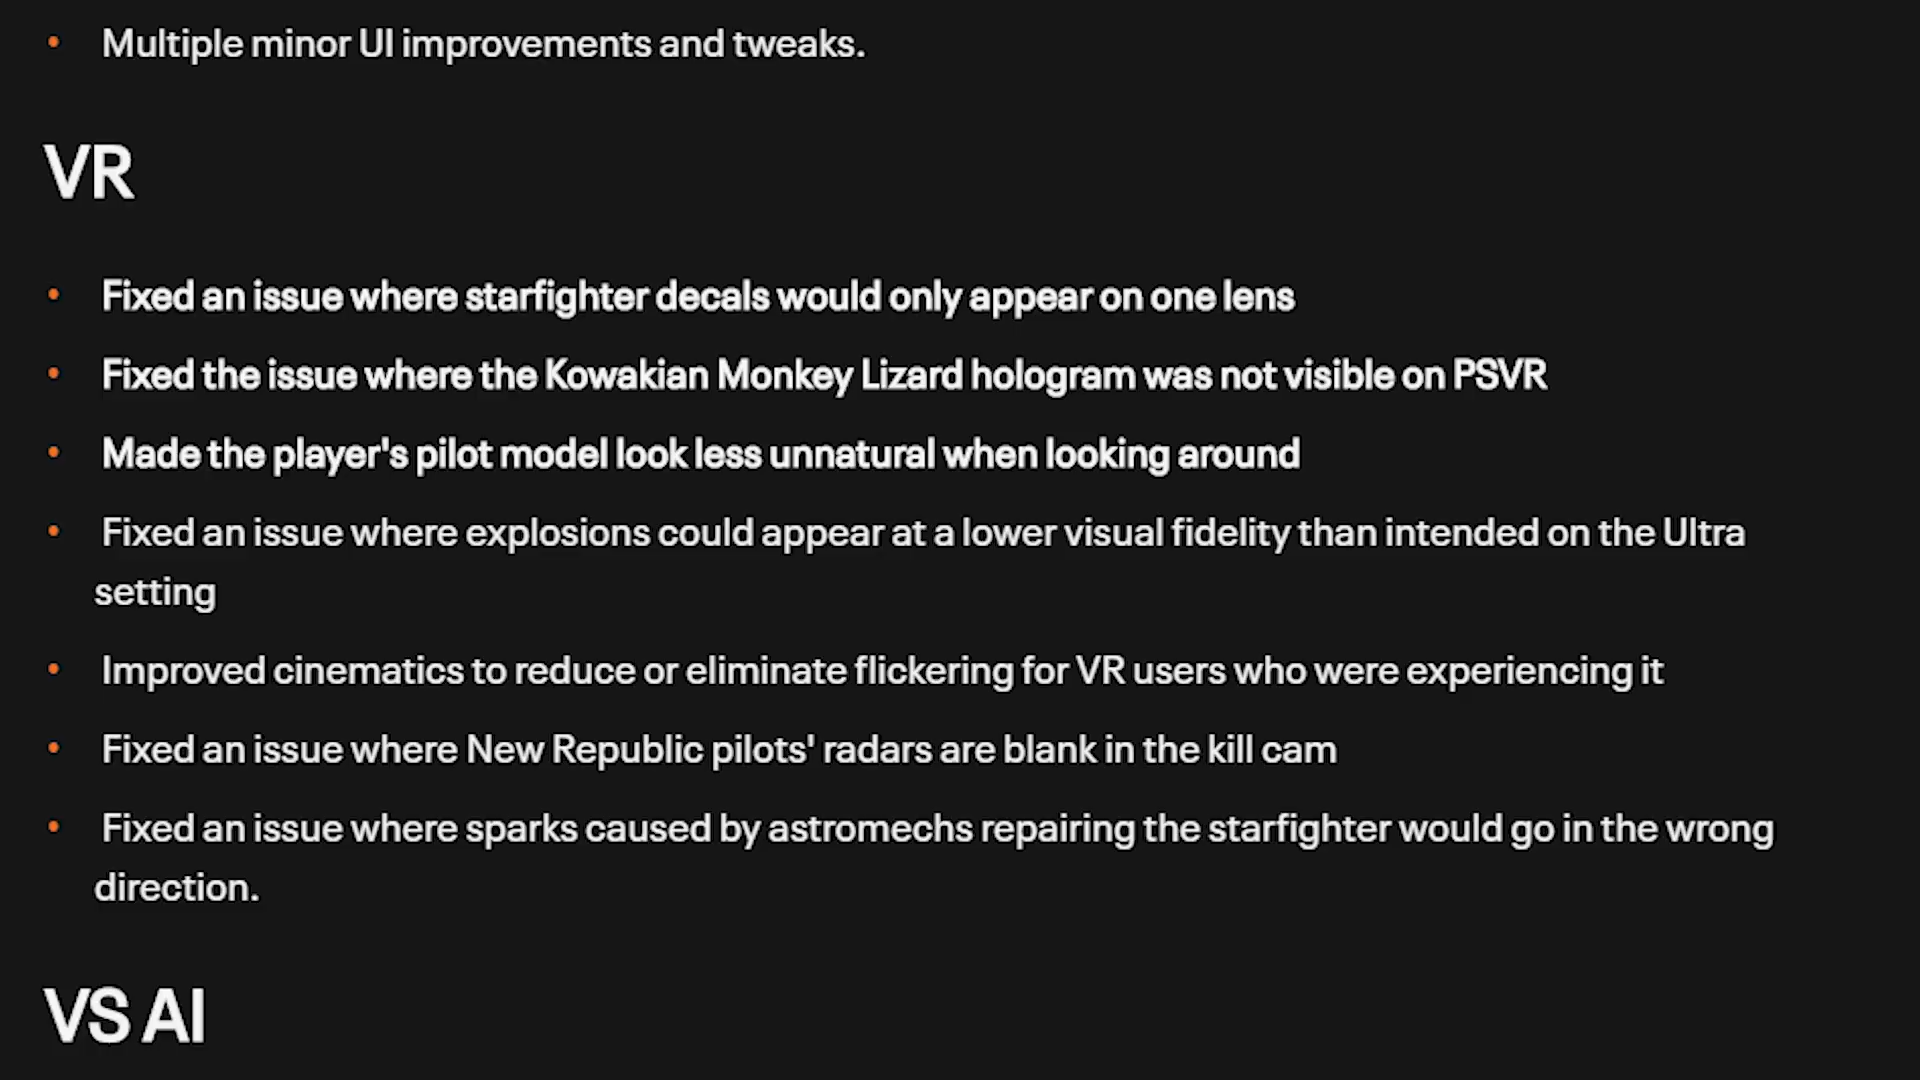 • Multiple minor UI improvements and tweaks.
VR
• Fixed an issue where starfighter decals would only appear on one lens
• Fixed the issue where the Kowakian Monkey Lizard hologram was not visible on PSVR
• Made the player's pilot model look less unnatural when looking around
• Fixed an issue where explosions could appear at a lower visual fidelity than intended on the Ultra
setting
• Improved cinematics to reduce or eliminate flickering for VR users who were experiencing it
• Fixed an issue where New Republic pilots' radars are blank in the kill cam
• Fixed an issue where sparks caused by astromechs repairing the starfighter would go in the wrong
direction.
VS AI